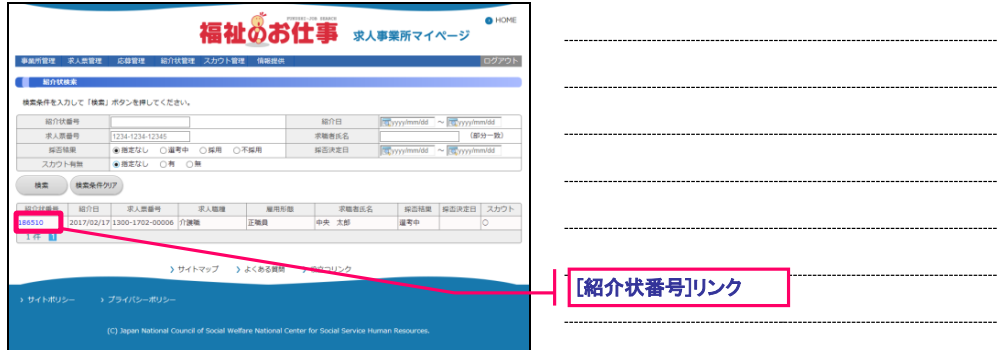 HOME
福祉のお仕事 求人事業所マイページ
事業所管理 求人票管理 応募管理 紹介状管理 スカウト管理 情報提供 ログアウト
紹介状検索
検索条件を入力して「検索」ボタンを押してください。
紹介状番号 紹介日 yyyy/mm/dd ～ yyyy/mm/dd
求人票番号 1234-1234-12345 求職者氏名 (部分一致)
採否結果 指定なし 選考中 採用 不採用 採否決定日 yyyy/mm/dd ～ yyyy/mm/dd
スカウト有無 指定なし 有 無
検索 検索条件クリア
紹介状番号 紹介日 求人票番号 求人職種 雇用形態 求職者氏名 採否結果 採否決定日 スカウト
186510 2017/02/17 1300-1702-00006 介護職 正職員 中央 太郎 選考中 ○
1 件 1
サイトマップ よくある質問
[紹介状番号]リンク
サイトポリシー プライバシーポリシー
(C) Japan National Council of Social Welfare National Center for Social Service Human Resources.